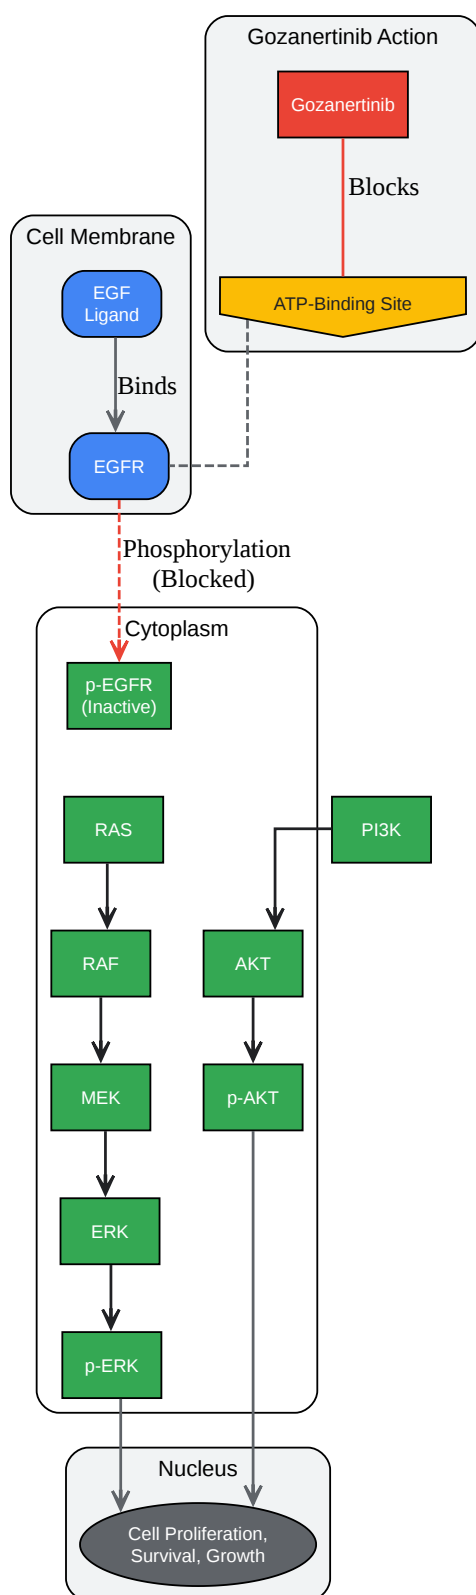 Gozanertinib Action
Gozanertinib
Blocks
ATP-Binding Site
Cell Membrane
EGF
Ligand
Binds
EGFR
Phosphorylation
(Blocked)
Cytoplasm
p-EGFR
(Inactive)
RAS
PI3K
RAF
AKT
MEK
p-AKT
ERK
p-ERK
Nucleus
Cell Proliferation,
Survival, Growth